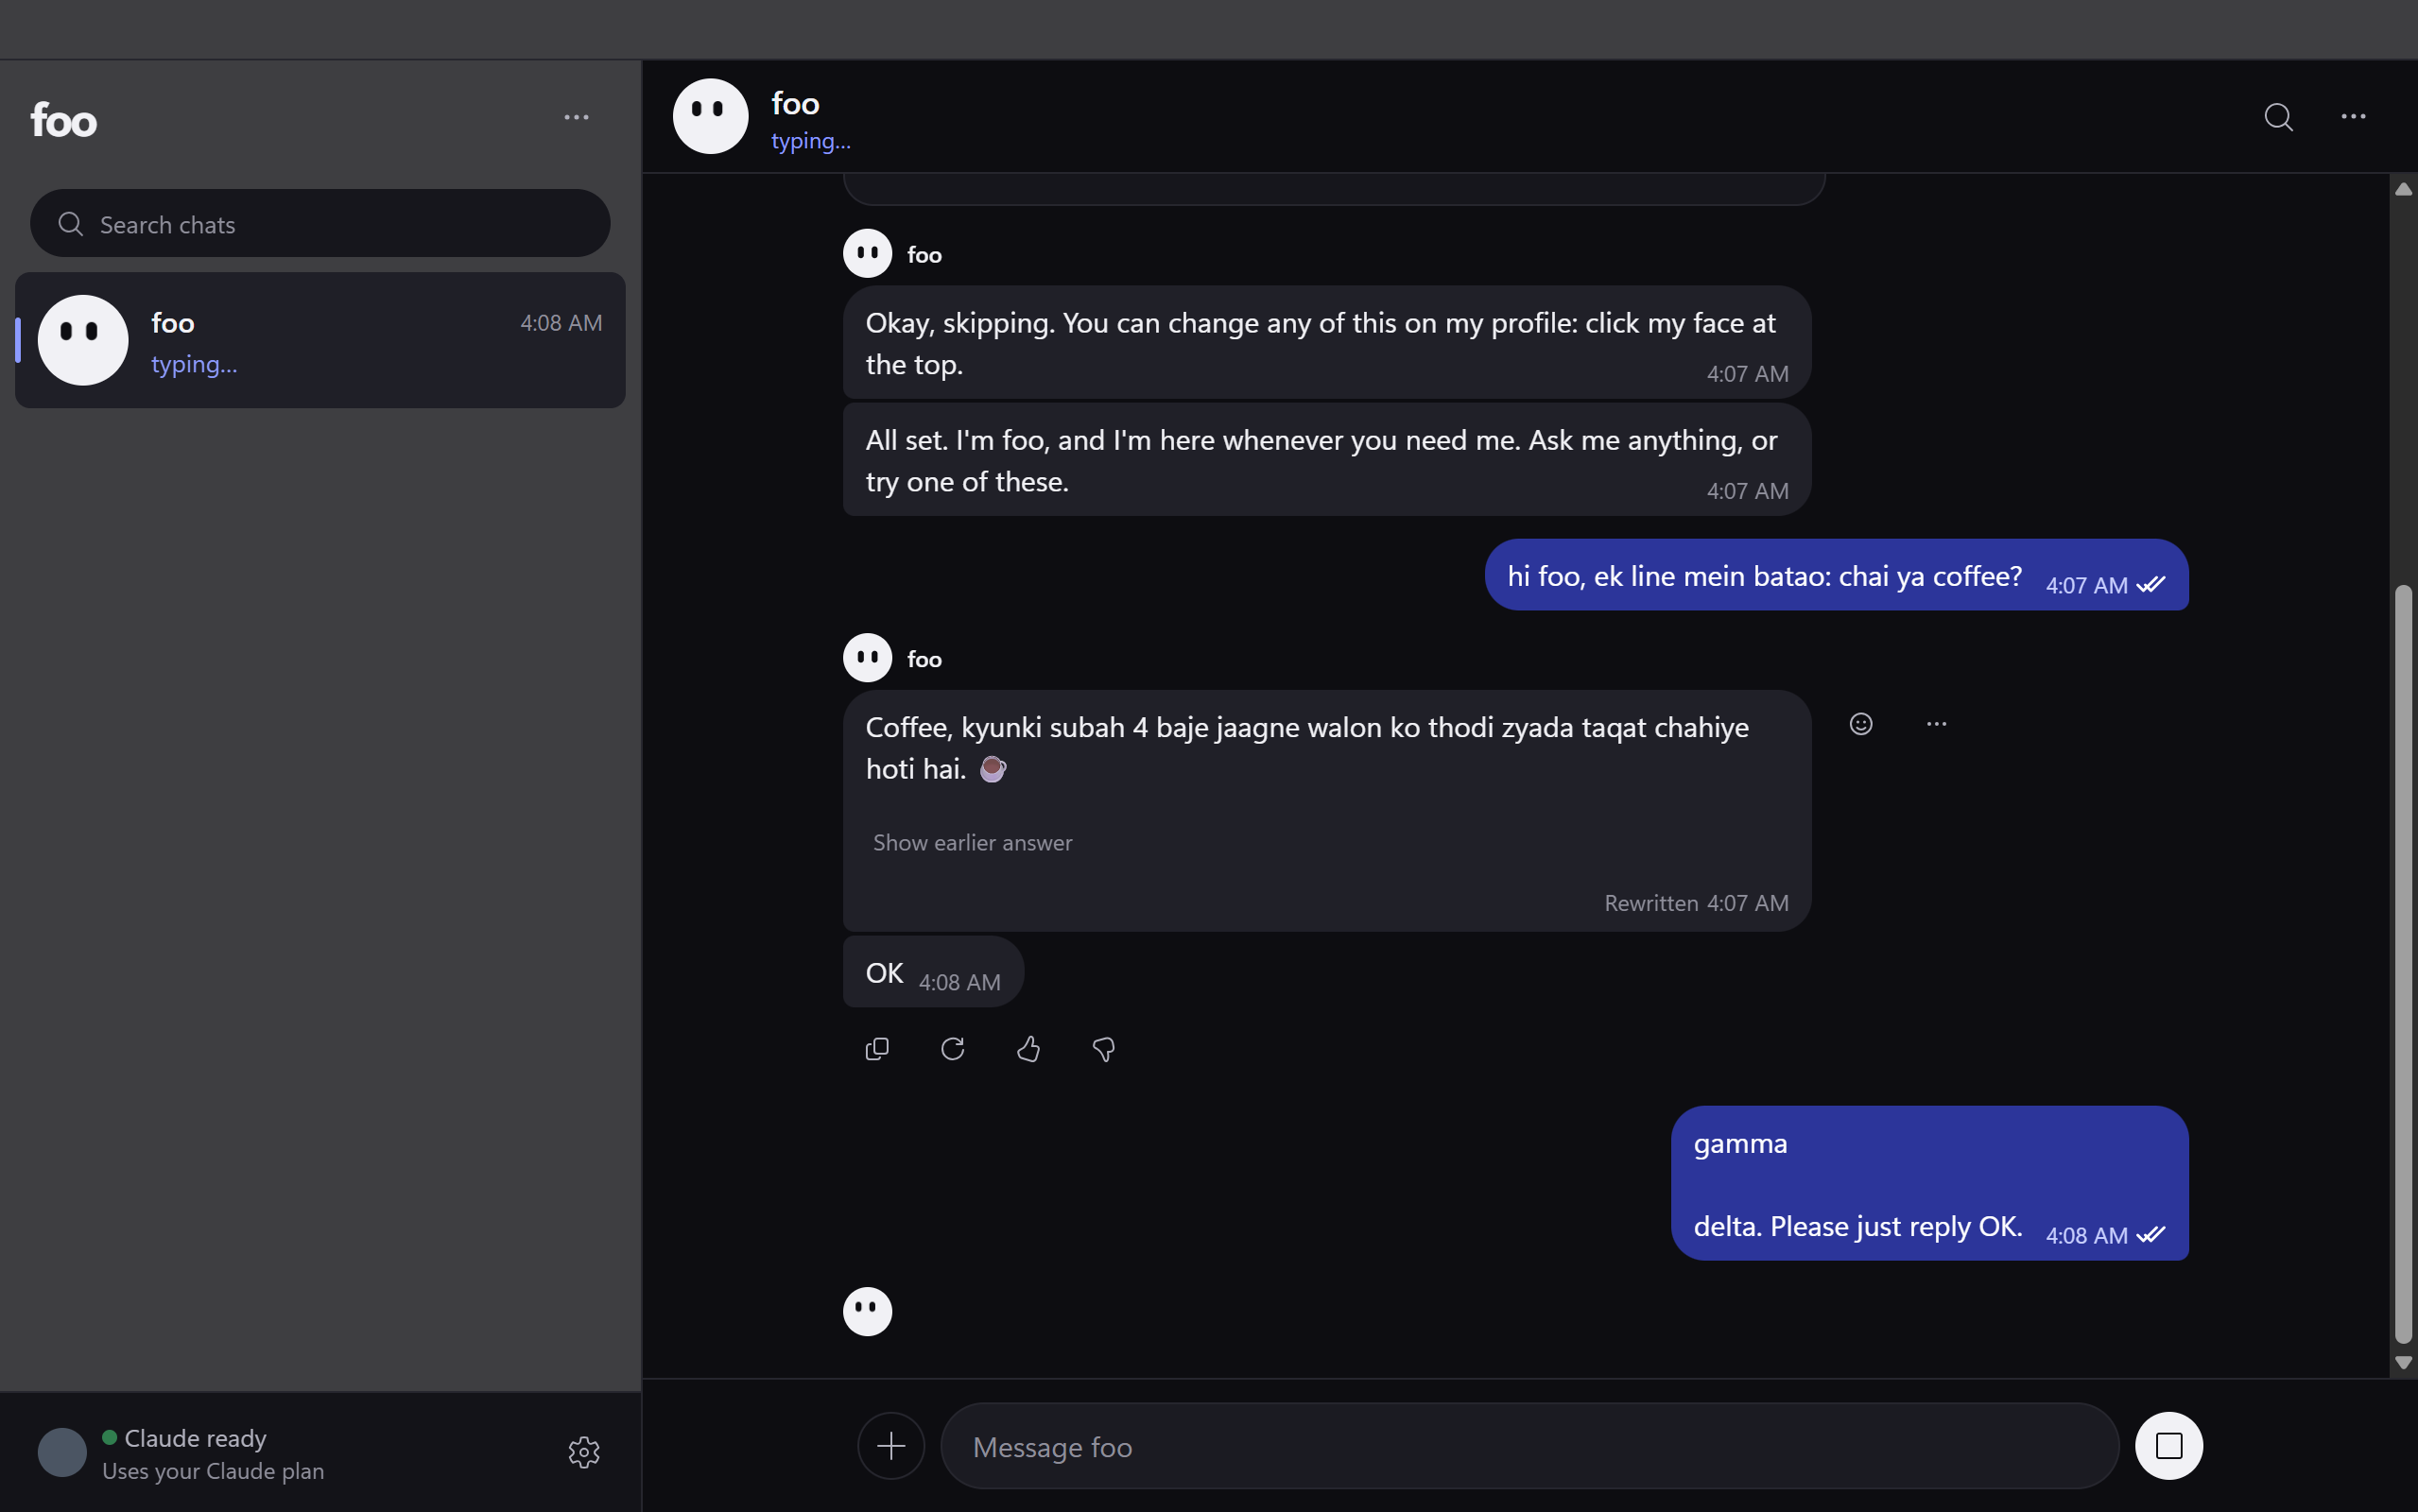 foo
Search chats
foo 4:08 AM
typing...
Claude ready
Uses your Claude plan
foo
typing...
foo
Okay, skipping. You can change any of this on my profile: click my face at
the top. 4:07 AM
All set. I'm foo, and I'm here whenever you need me. Ask me anything, or
try one of these. 4:07 AM
hi foo, ek line mein batao: chai ya coffee? 4:07 AM
foo
Coffee, kyunki subah 4 baje jaagne walon ko thodi zyada taqat chahiye
hoti hai. ☕
Show earlier answer
Rewritten 4:07 AM
OK 4:08 AM
gamma
delta. Please just reply OK. 4:08 AM
Message foo